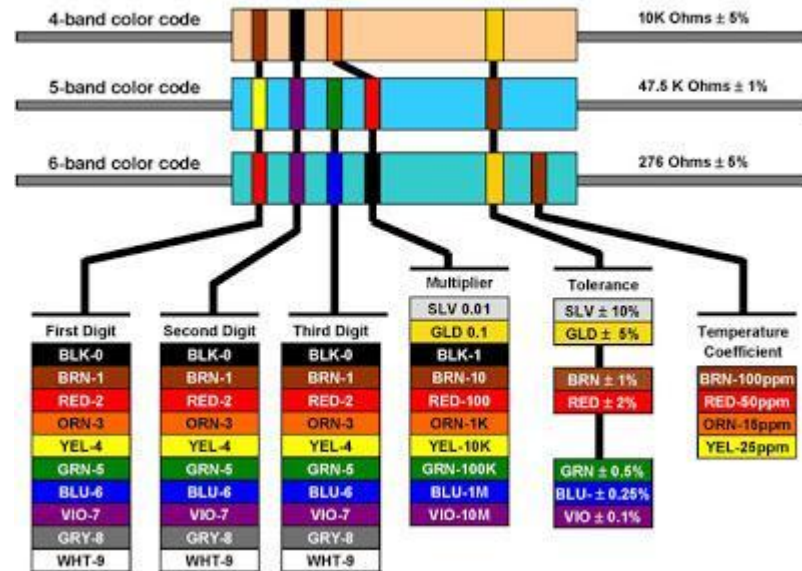 4-band color code
10K Ohms ± 5%
5-band color code
47.5 K Ohms ± 1%
6-band color code
276 Ohms ± 5%
First Digit
BLK-0
BRN-1
RED-2
ORN-3
YEL-4
GRN-5
BLU-6
VIO-7
GRY-8
WHT-9
Second Digit
BLK-0
BRN-1
RED-2
ORN-3
YEL-4
GRN-5
BLU-6
VIO-7
GRY-8
WHT-9
Third Digit
BLK-0
BRN-1
RED-2
ORN-3
YEL-4
GRN-5
BLU-6
VIO-7
GRY-8
WHT-9
Multiplier
SLV 0.01
GLD 0.1
BLK-1
BRN-10
RED-100
ORN-1K
YEL-10K
GRN-100K
BLU-1M
VIO-10M
Tolerance
SLV ± 10%
GLD ± 5%
BRN ± 1%
RED ± 2%
GRN ± 0.5%
BLU- ± 0.25%
VIO ± 0.1%
Temperature
Coefficient
BRN-100ppm
RED-50ppm
ORN-15ppm
YEL-25ppm